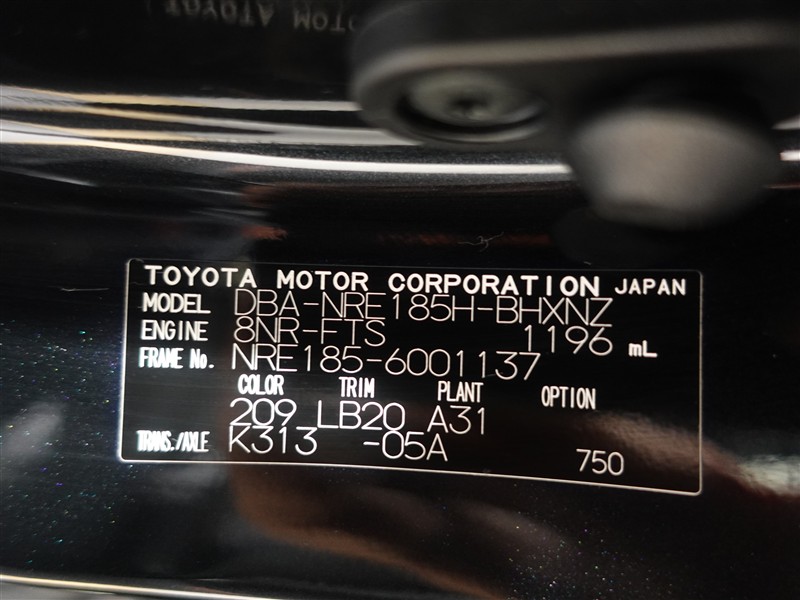 TOYOTA MOTOR CORPORATION JAPAN
MODEL DBA-NRE185H-BHXNZ
ENGINE 8NR-FTS 1196 mL
FRAME No. NRE185-6001137
COLOR TRIM PLANT OPTION
209 LB20 A31
TRANS./AXLE K313 -05A 750